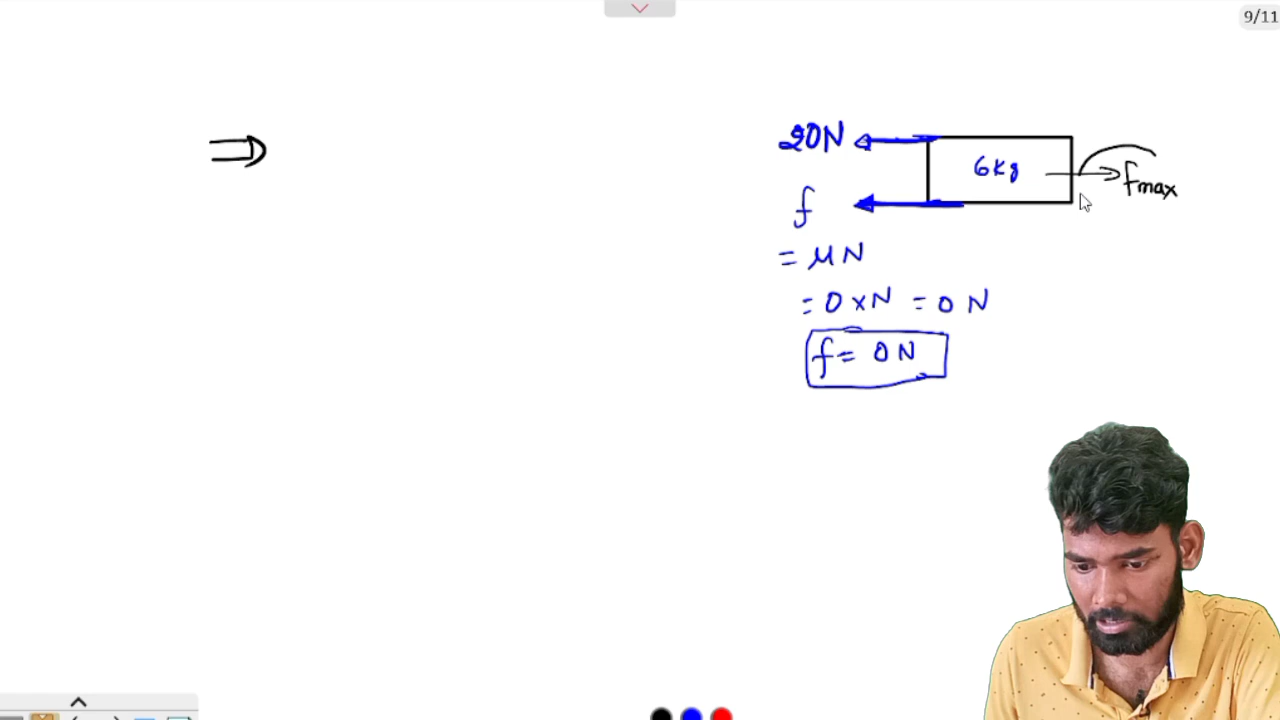 9/11
20N
6kg
fmax
f
= μN
= 0 × N = 0 N
f = 0 N